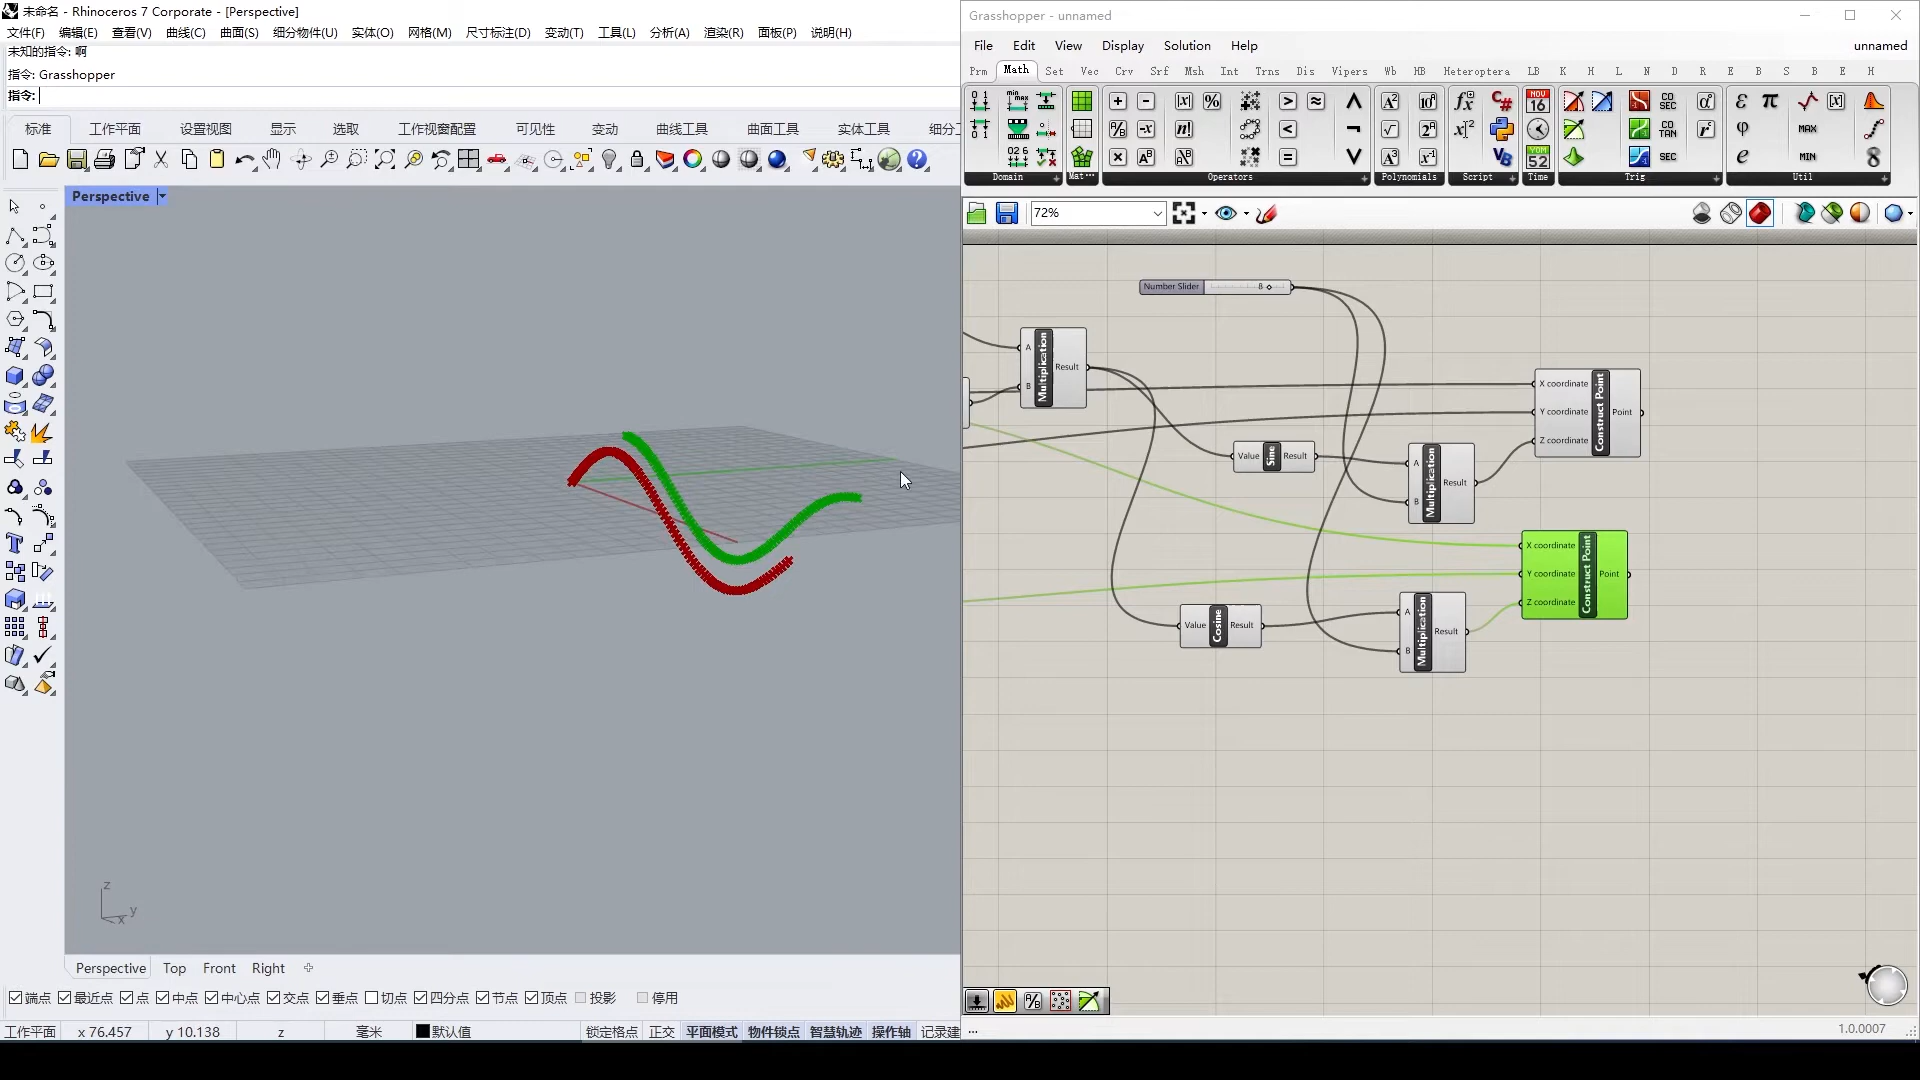 未命名 - Rhinoceros 7 Corporate - [Perspective]
文件(F) 编辑(E) 查看(V) 曲线(C) 曲面(S) 细分物件(U) 实体(O) 网格(M) 尺寸标注(D) 变动(T) 工具(L) 分析(A) 渲染(R) 面板(P) 说明(H)
未知的指令: 啊
指令: Grasshopper
指令:
标准 工作平面 设置视图 显示 选取 工作视窗配置 可见性 变动 曲线工具 曲面工具 实体工具 细分工
Perspective
z
y
x
Perspective Top Front Right
端点 最近点 点 中点 中心点 交点 垂点 切点 四分点 节点 顶点 投影 停用
工作平面 x 76.457 y 10.138 z 毫米 默认值 锁定格点 正交 平面模式 物件锁点 智慧轨迹 操作轴 记录建
Grasshopper - unnamed
File Edit View Display Solution Help unnamed
Prm Math Set Vec Crv Srf Msh Int Trns Dis Vipers Wb HB Heteroptera LB K H L N D R E B S B E H
Domain Mat··· Operators Polynomials Script Time Trig Util
72%
Number Slider 8
A B Multiplication Result
X coordinate Y coordinate Z coordinate Construct Point Point
Value Sine Result
A B Multiplication Result
X coordinate Y coordinate Z coordinate Construct Point Point
Value Cosine Result
A B Multiplication Result
... 1.0.0007